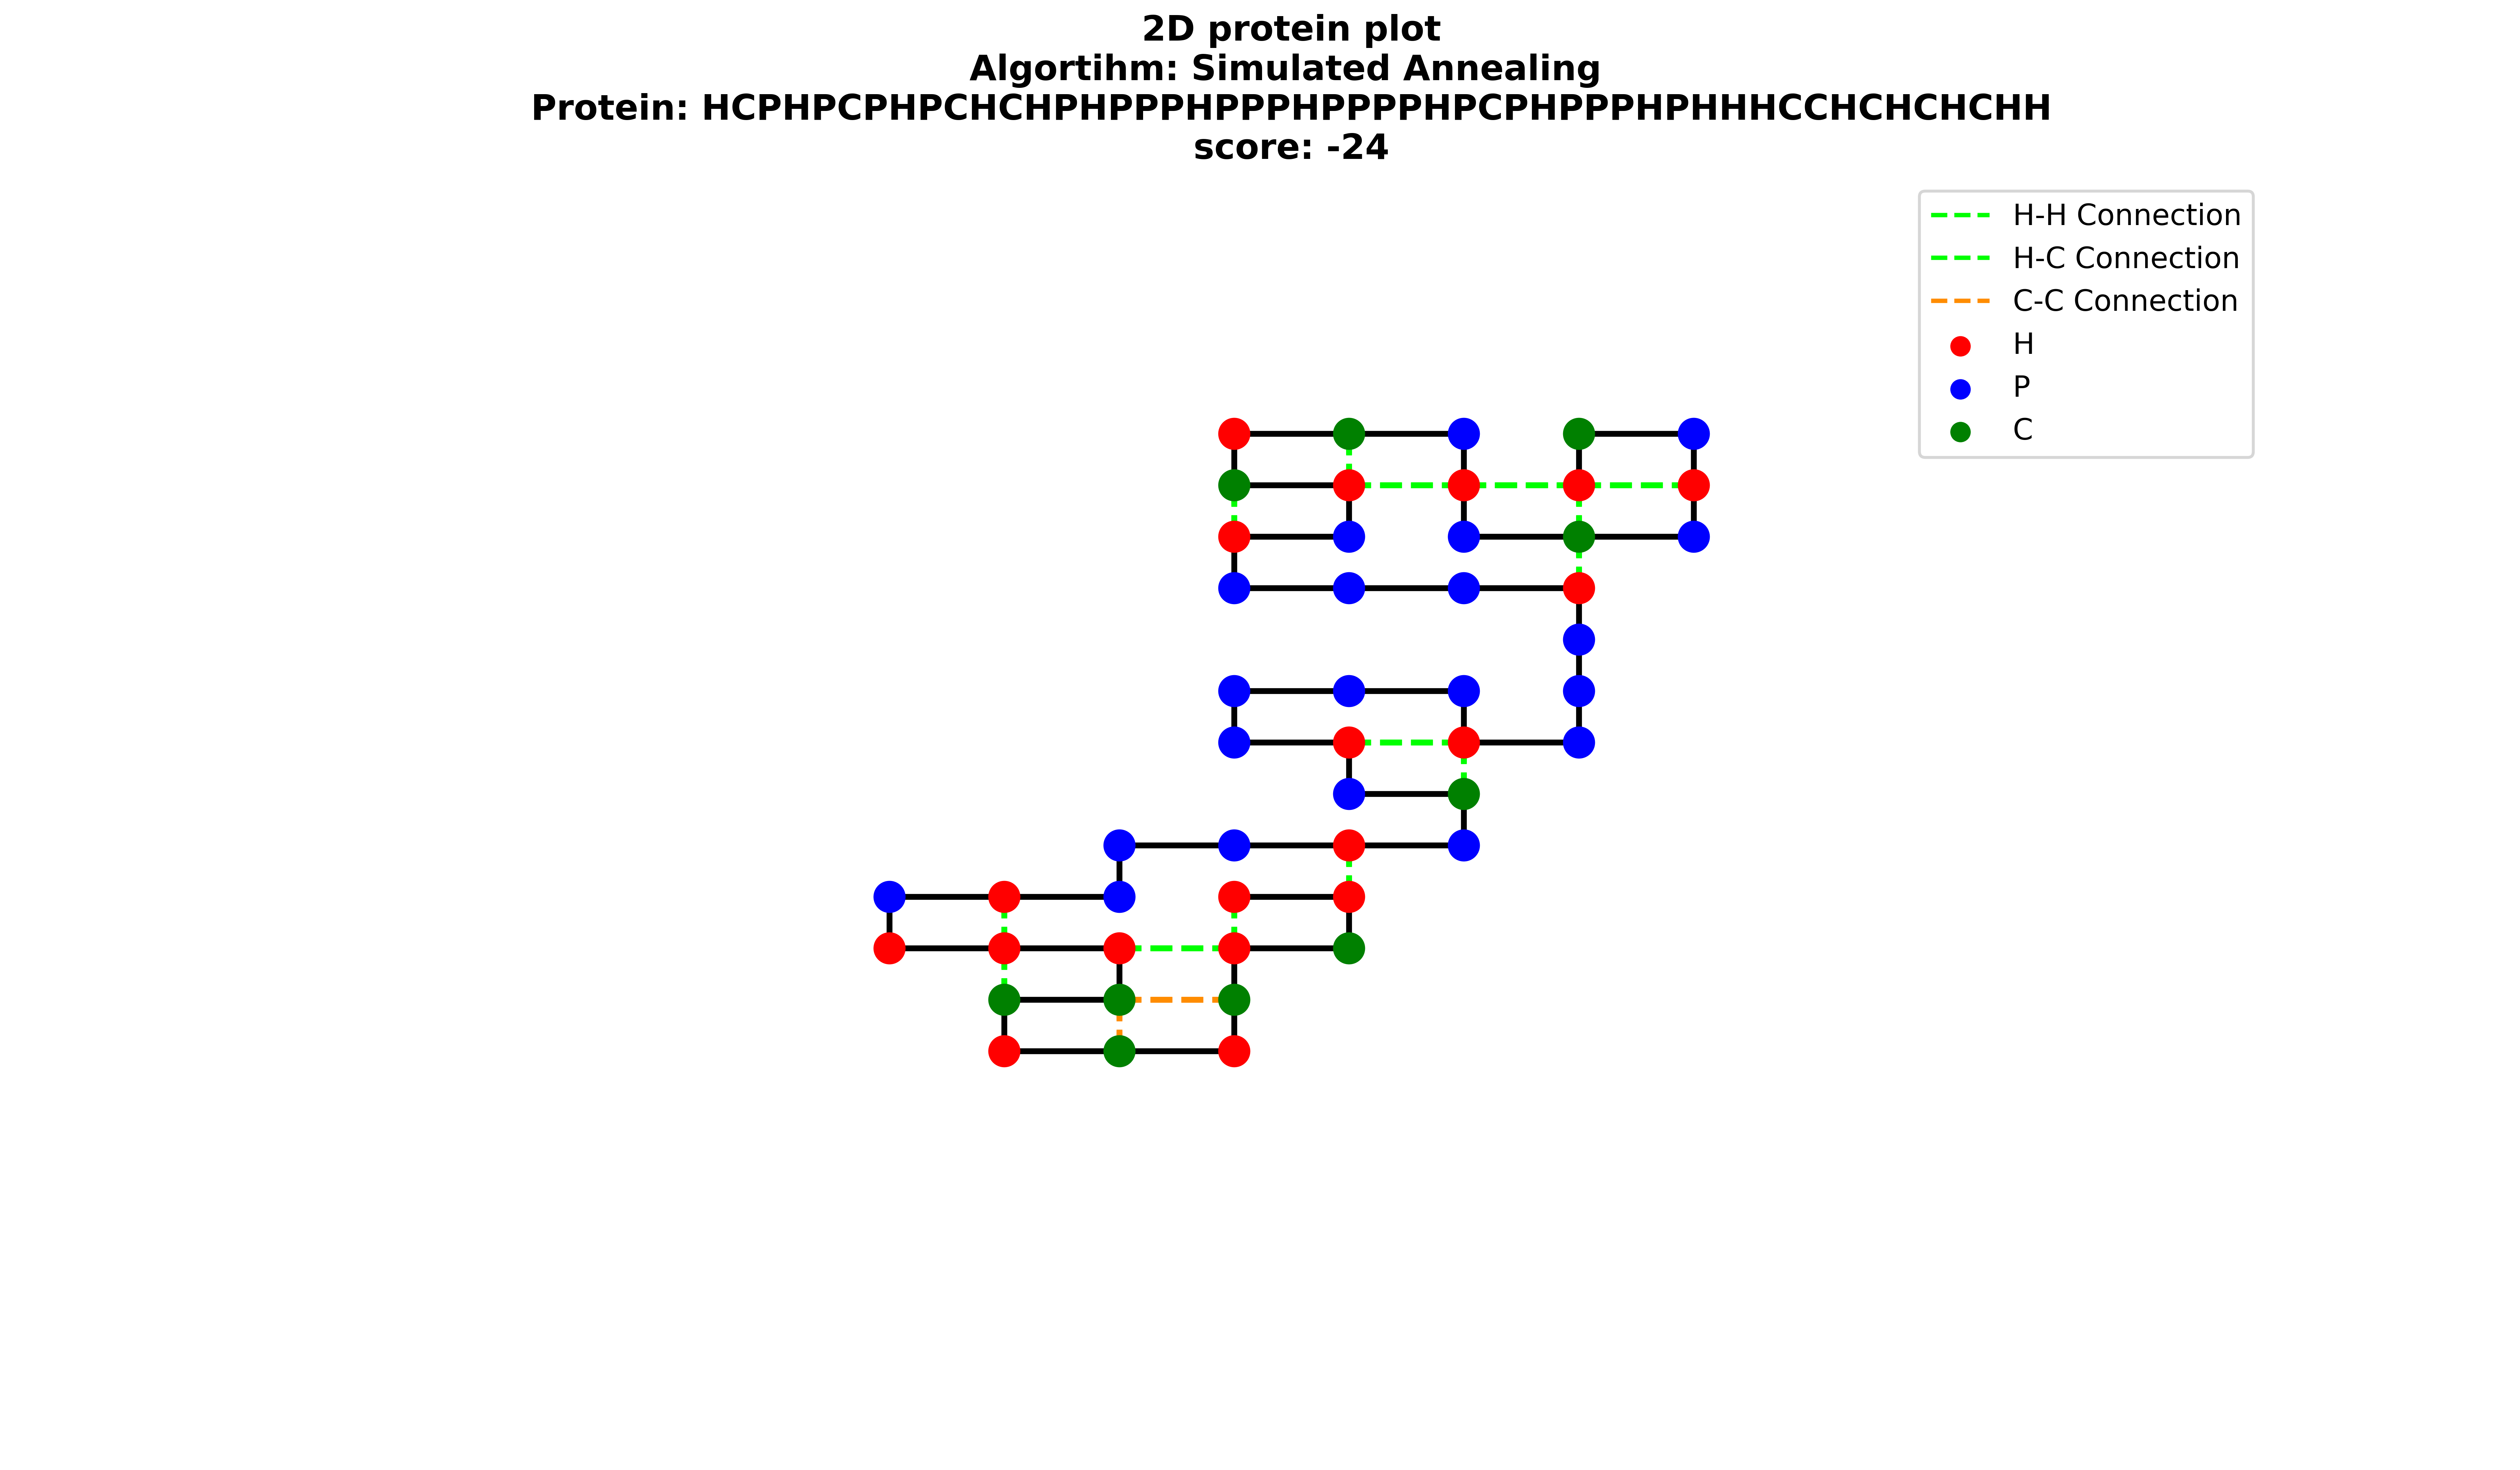 2D protein plot
Algortihm: Simulated Annealing
Protein: HCPHPCPHPCHCHPHPPPHPPPHPPPPHPCPHPPPHPHHHCCHCHCHCHH
score: -24
H-H Connection
H-C Connection
C-C Connection
H
P
C